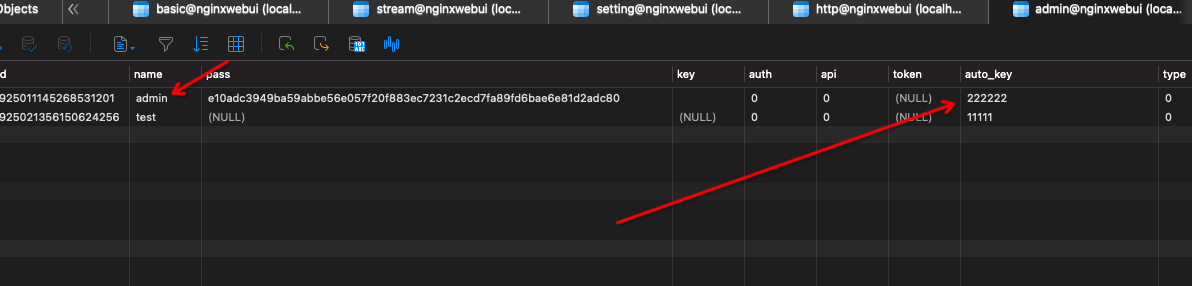 Objects basic@nginxwebui (local... stream@nginxwebui (loc... setting@nginxwebui (loc... http@nginxwebui (localh... admin@nginxwebui (loca...
d name pass key auth api token auto_key type
925011145268531201 admin e10adc3949ba59abbe56e057f20f883ec7231c2ecd7fa89fd6bae6e81d2adc80 0 0 (NULL) 222222 0
925021356150624256 test (NULL) (NULL) 0 0 (NULL) 11111 0